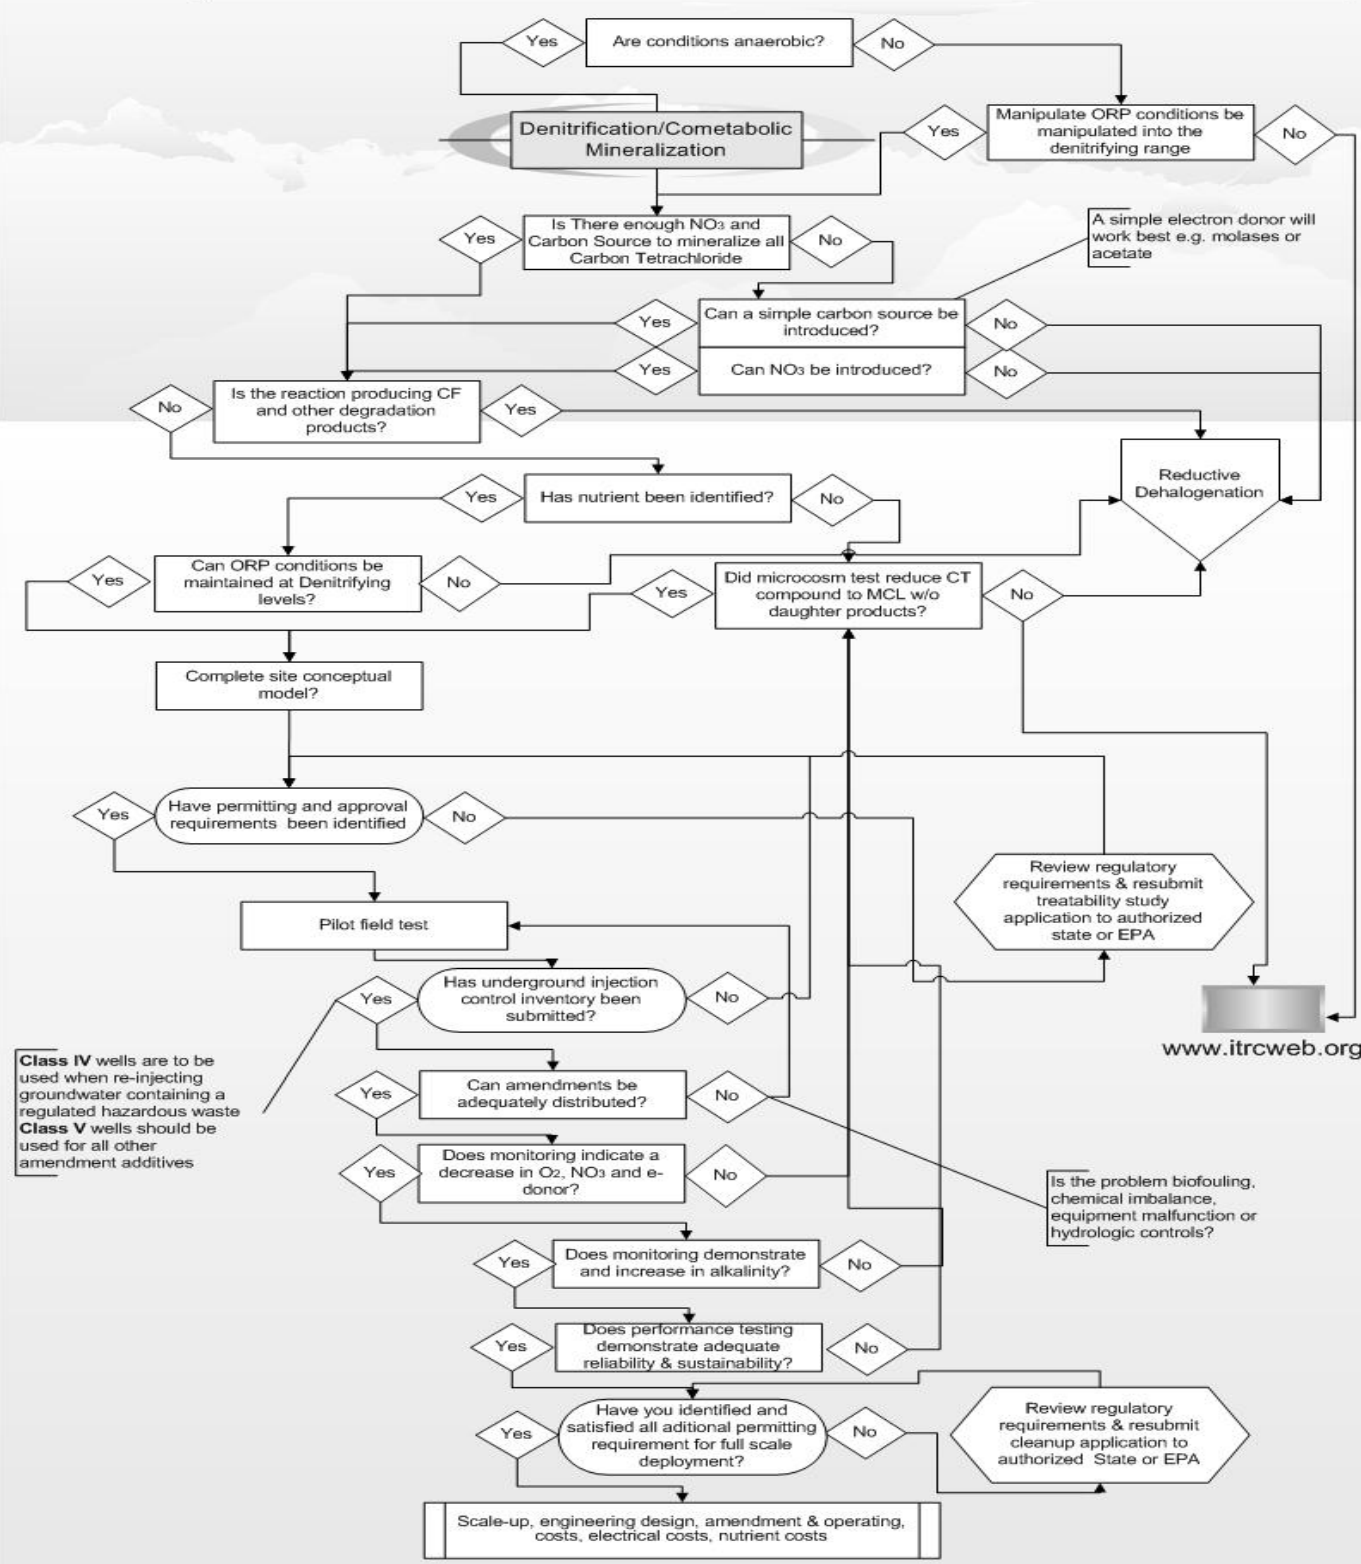 Yes
Are conditions anaerobic?
No
Denitrification/Cometabolic
Mineralization
Yes
Manipulate ORP conditions be
manipulated into the
denitrifying range
No
Yes
Is There enough NO3 and
Carbon Source to mineralize all
Carbon Tetrachloride
No
A simple electron donor will
work best e.g. molases or
acetate
Yes
Can a simple carbon source be
introduced?
No
Yes
Can NO3 be introduced?
No
No
Is the reaction producing CF
and other degradation
products?
Yes
Reductive
Dehalogenation
Yes
Has nutrient been identified?
No
Yes
Can ORP conditions be
maintained at Denitrifying
levels?
No
Yes
Did microcosm test reduce CT
compound to MCL w/o
daughter products?
No
Complete site conceptual
model?
Yes
Have permitting and approval
requirements been identified
No
Review regulatory
requirements & resubmit
treatability study
application to authorized
state or EPA
Pilot field test
Yes
Has underground injection
control inventory been
submitted?
No
www.itrcweb.org
Class IV wells are to be
used when re-injecting
groundwater containing a
regulated hazardous waste
Class V wells should be
used for all other
amendment additives
Yes
Can amendments be
adequately distributed?
No
Yes
Does monitoring indicate a
decrease in O2, NO3 and e-
donor?
No
Is the problem biofouling,
chemical imbalance,
equipment malfunction or
hydrologic controls?
Yes
Does monitoring demonstrate
and increase in alkalinity?
No
Yes
Does performance testing
demonstrate adequate
reliability & sustainability?
No
Yes
Have you identified and
satisfied all aditional permitting
requirement for full scale
deployment?
No
Review regulatory
requirements & resubmit
cleanup application to
authorized State or EPA
Scale-up, engineering design, amendment & operating,
costs, electrical costs, nutrient costs